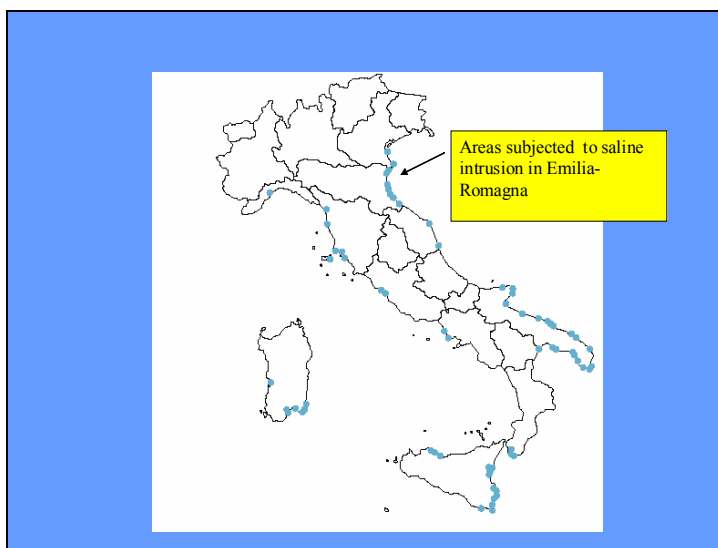 Areas subjected to saline
intrusion in Emilia-
Romagna